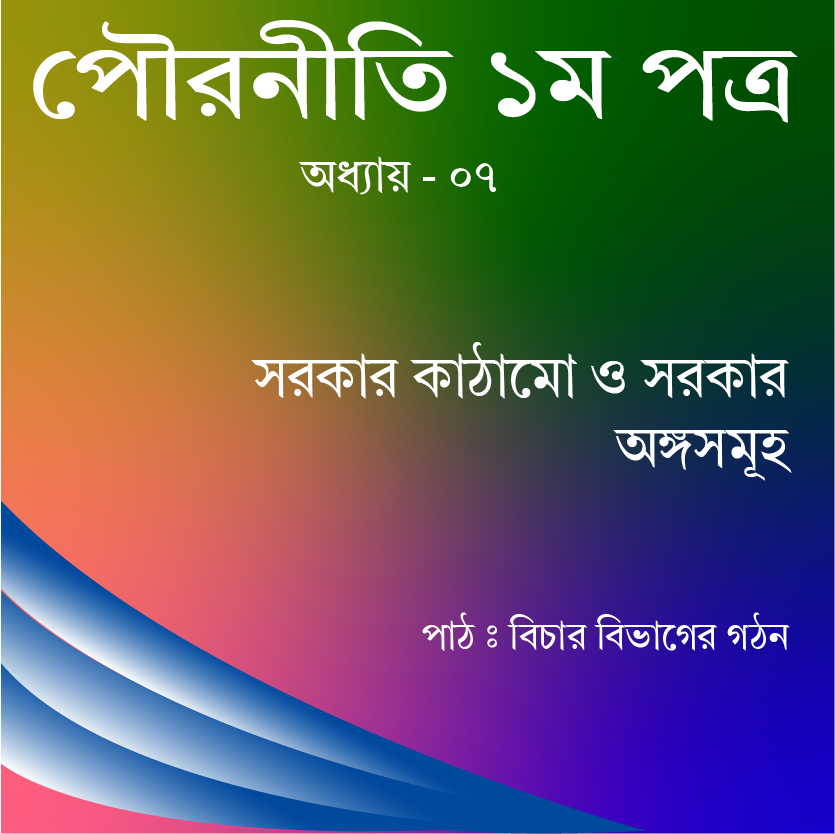 পৌরনীতি ১ম পত্র
অধ্যায় - ০৭
সরকার কাঠামো ও সরকার
অঙ্গসমূহ
পাঠ ঃ বিচার বিভাগের গঠন